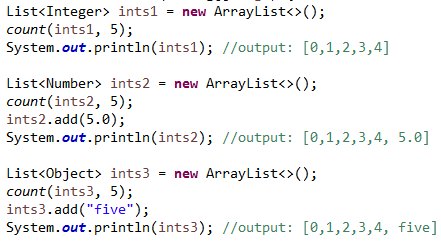 List<Integer> ints1 = new ArrayList<>();
count(ints1, 5);
System.out.println(ints1); //output: [0,1,2,3,4]
List<Number> ints2 = new ArrayList<>();
count(ints2, 5);
ints2.add(5.0);
System.out.println(ints2); //output: [0,1,2,3,4, 5.0]
List<Object> ints3 = new ArrayList<>();
count(ints3, 5);
ints3.add("five");
System.out.println(ints3); //output: [0,1,2,3,4, five]